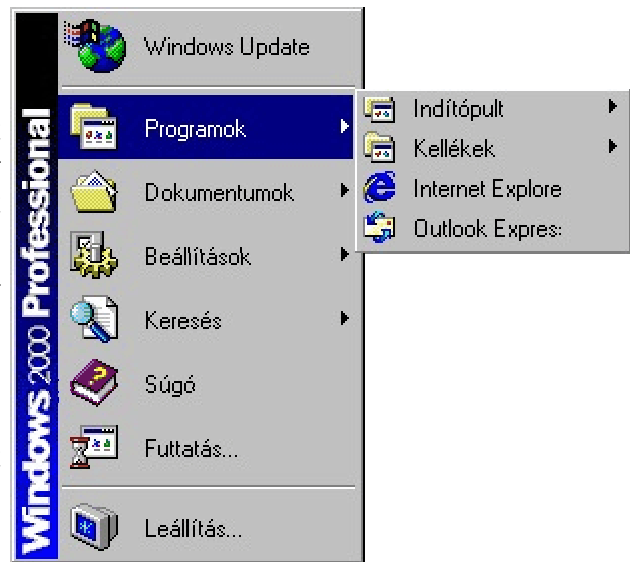 Windows 2000 Professional
Windows Update
Programok
Dokumentumok
Beállítások
Keresés
Súgó
Futtatás...
Leállítás...
Indítópult
Kellékek
Internet Explore
Outlook Expres: